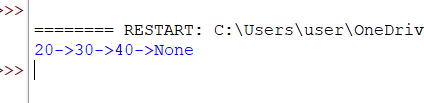 >>>
======== RESTART: C:\Users\user\OneDriv
20->30->40->None
>>>